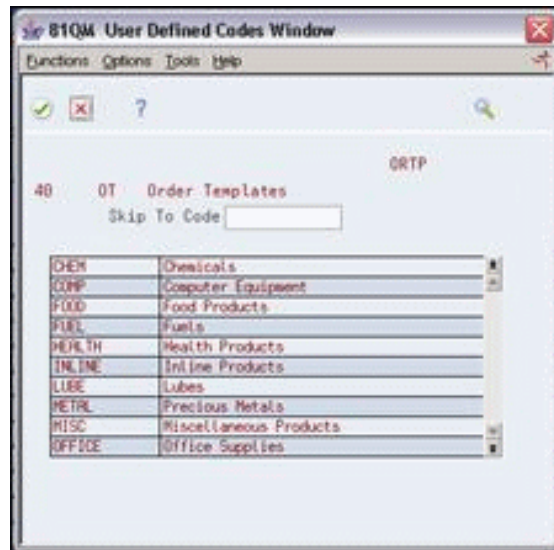 81QM User Defined Codes Window
Functions Options Tools Help
?
ORTP
40 OT Order Templates
Skip To Code
CHEM Chemicals
COMP Computer Equipment
FOOD Food Products
FUEL Fuels
HEALTH Health Products
INLINE Inline Products
LUBE Lubes
METAL Precious Metals
MISC Miscellaneous Products
OFFICE Office Supplies